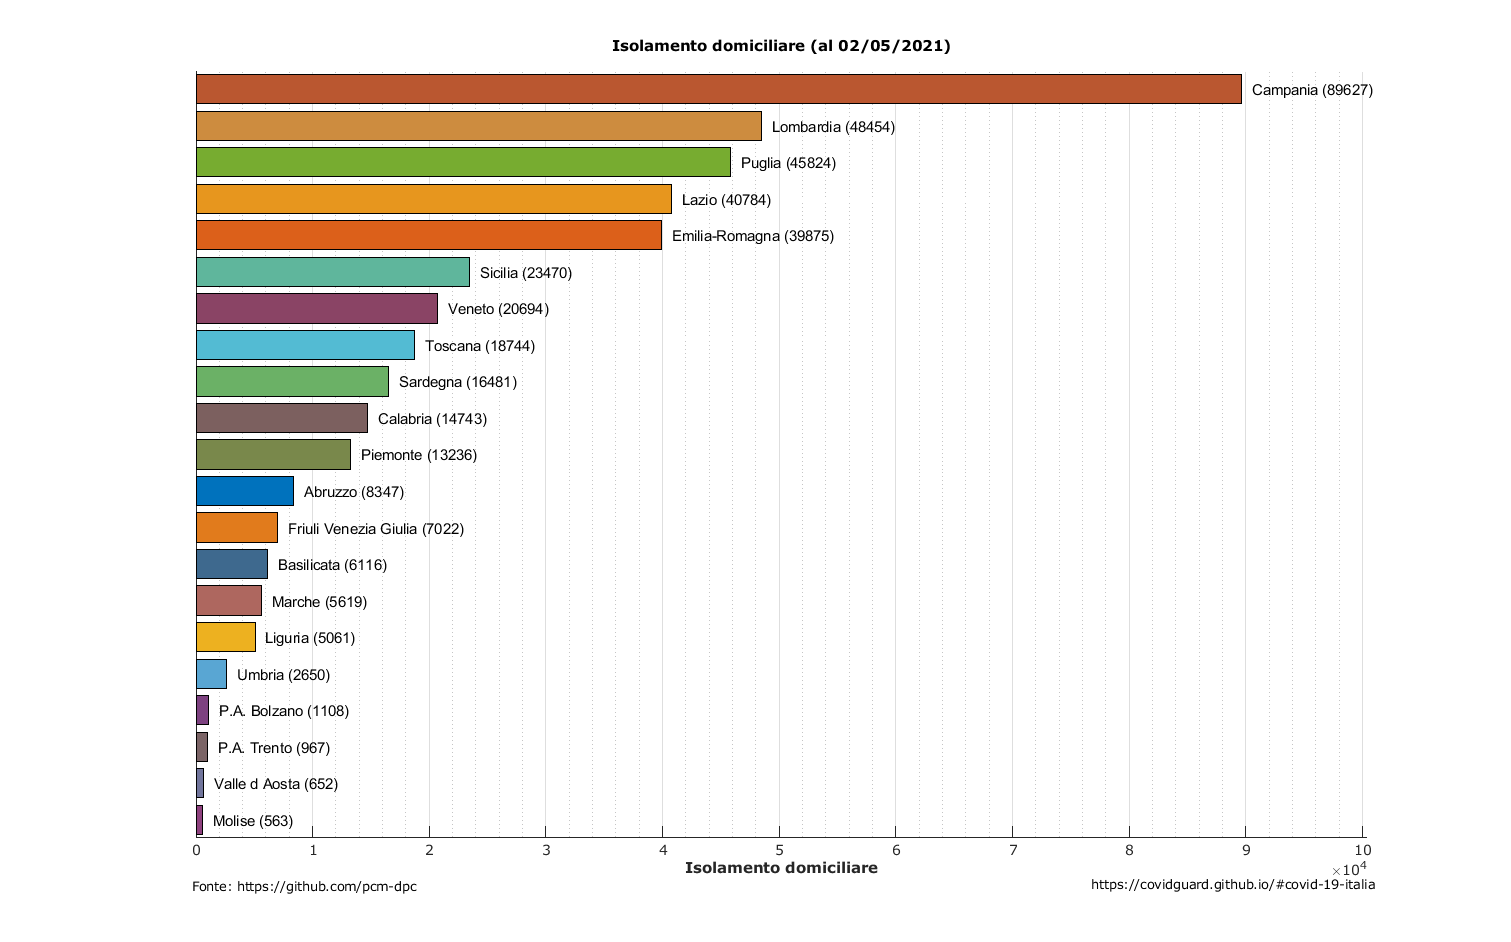 Isolamento domiciliare (al 02/05/2021)
Campania (89627)
Lombardia (48454)
Puglia (45824)
Lazio (40784)
Emilia-Romagna (39875)
Sicilia (23470)
Veneto (20694)
Toscana (18744)
Sardegna (16481)
Calabria (14743)
Piemonte (13236)
Abruzzo (8347)
Friuli Venezia Giulia (7022)
Basilicata (6116)
Marche (5619)
Liguria (5061)
Umbria (2650)
P.A. Bolzano (1108)
P.A. Trento (967)
Valle d Aosta (652)
Molise (563)
0 1 2 3 4 5 6 7 8 9 10
×10⁴
Isolamento domiciliare
Fonte: https://github.com/pcm-dpc
https://covidguard.github.io/#covid-19-italia